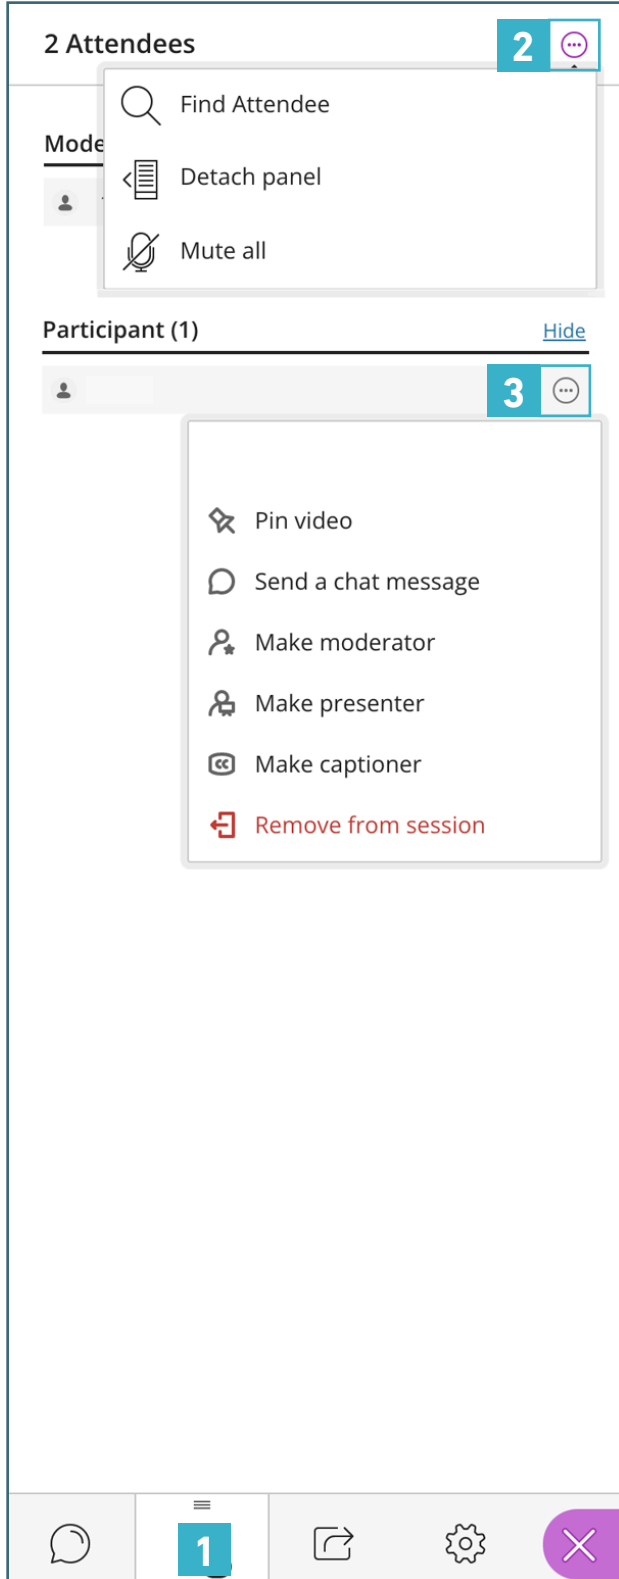 2 Attendees
2
Find Attendee
Mode
Detach panel
Mute all
Participant (1)
Hide
3
Pin video
Send a chat message
Make moderator
Make presenter
CC
Make captioner
Remove from session
1